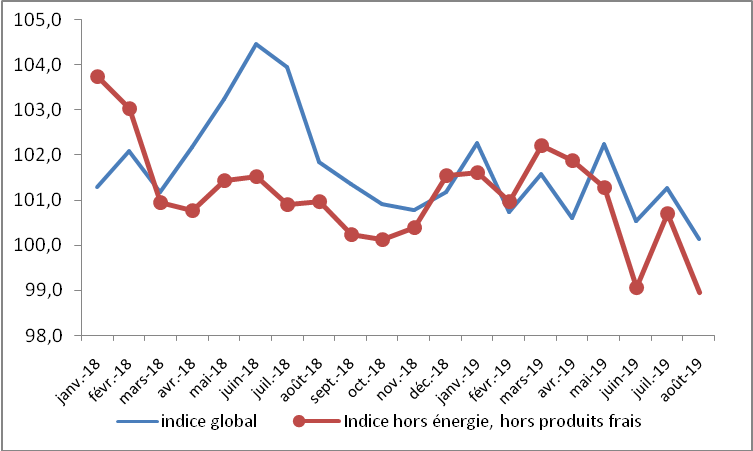 105,0
104,0
103,0
102,0
101,0
100,0
99,0
98,0
janv.-18
févr.-18
mars-18
avr.-18
mai-18
juin-18
juil.-18
août-18
sept.-18
oct.-18
nov.-18
déc.-18
janv.-19
févr.-19
mars-19
avr.-19
mai-19
juin-19
juil.-19
août-19
indice global
Indice hors énergie, hors produits frais